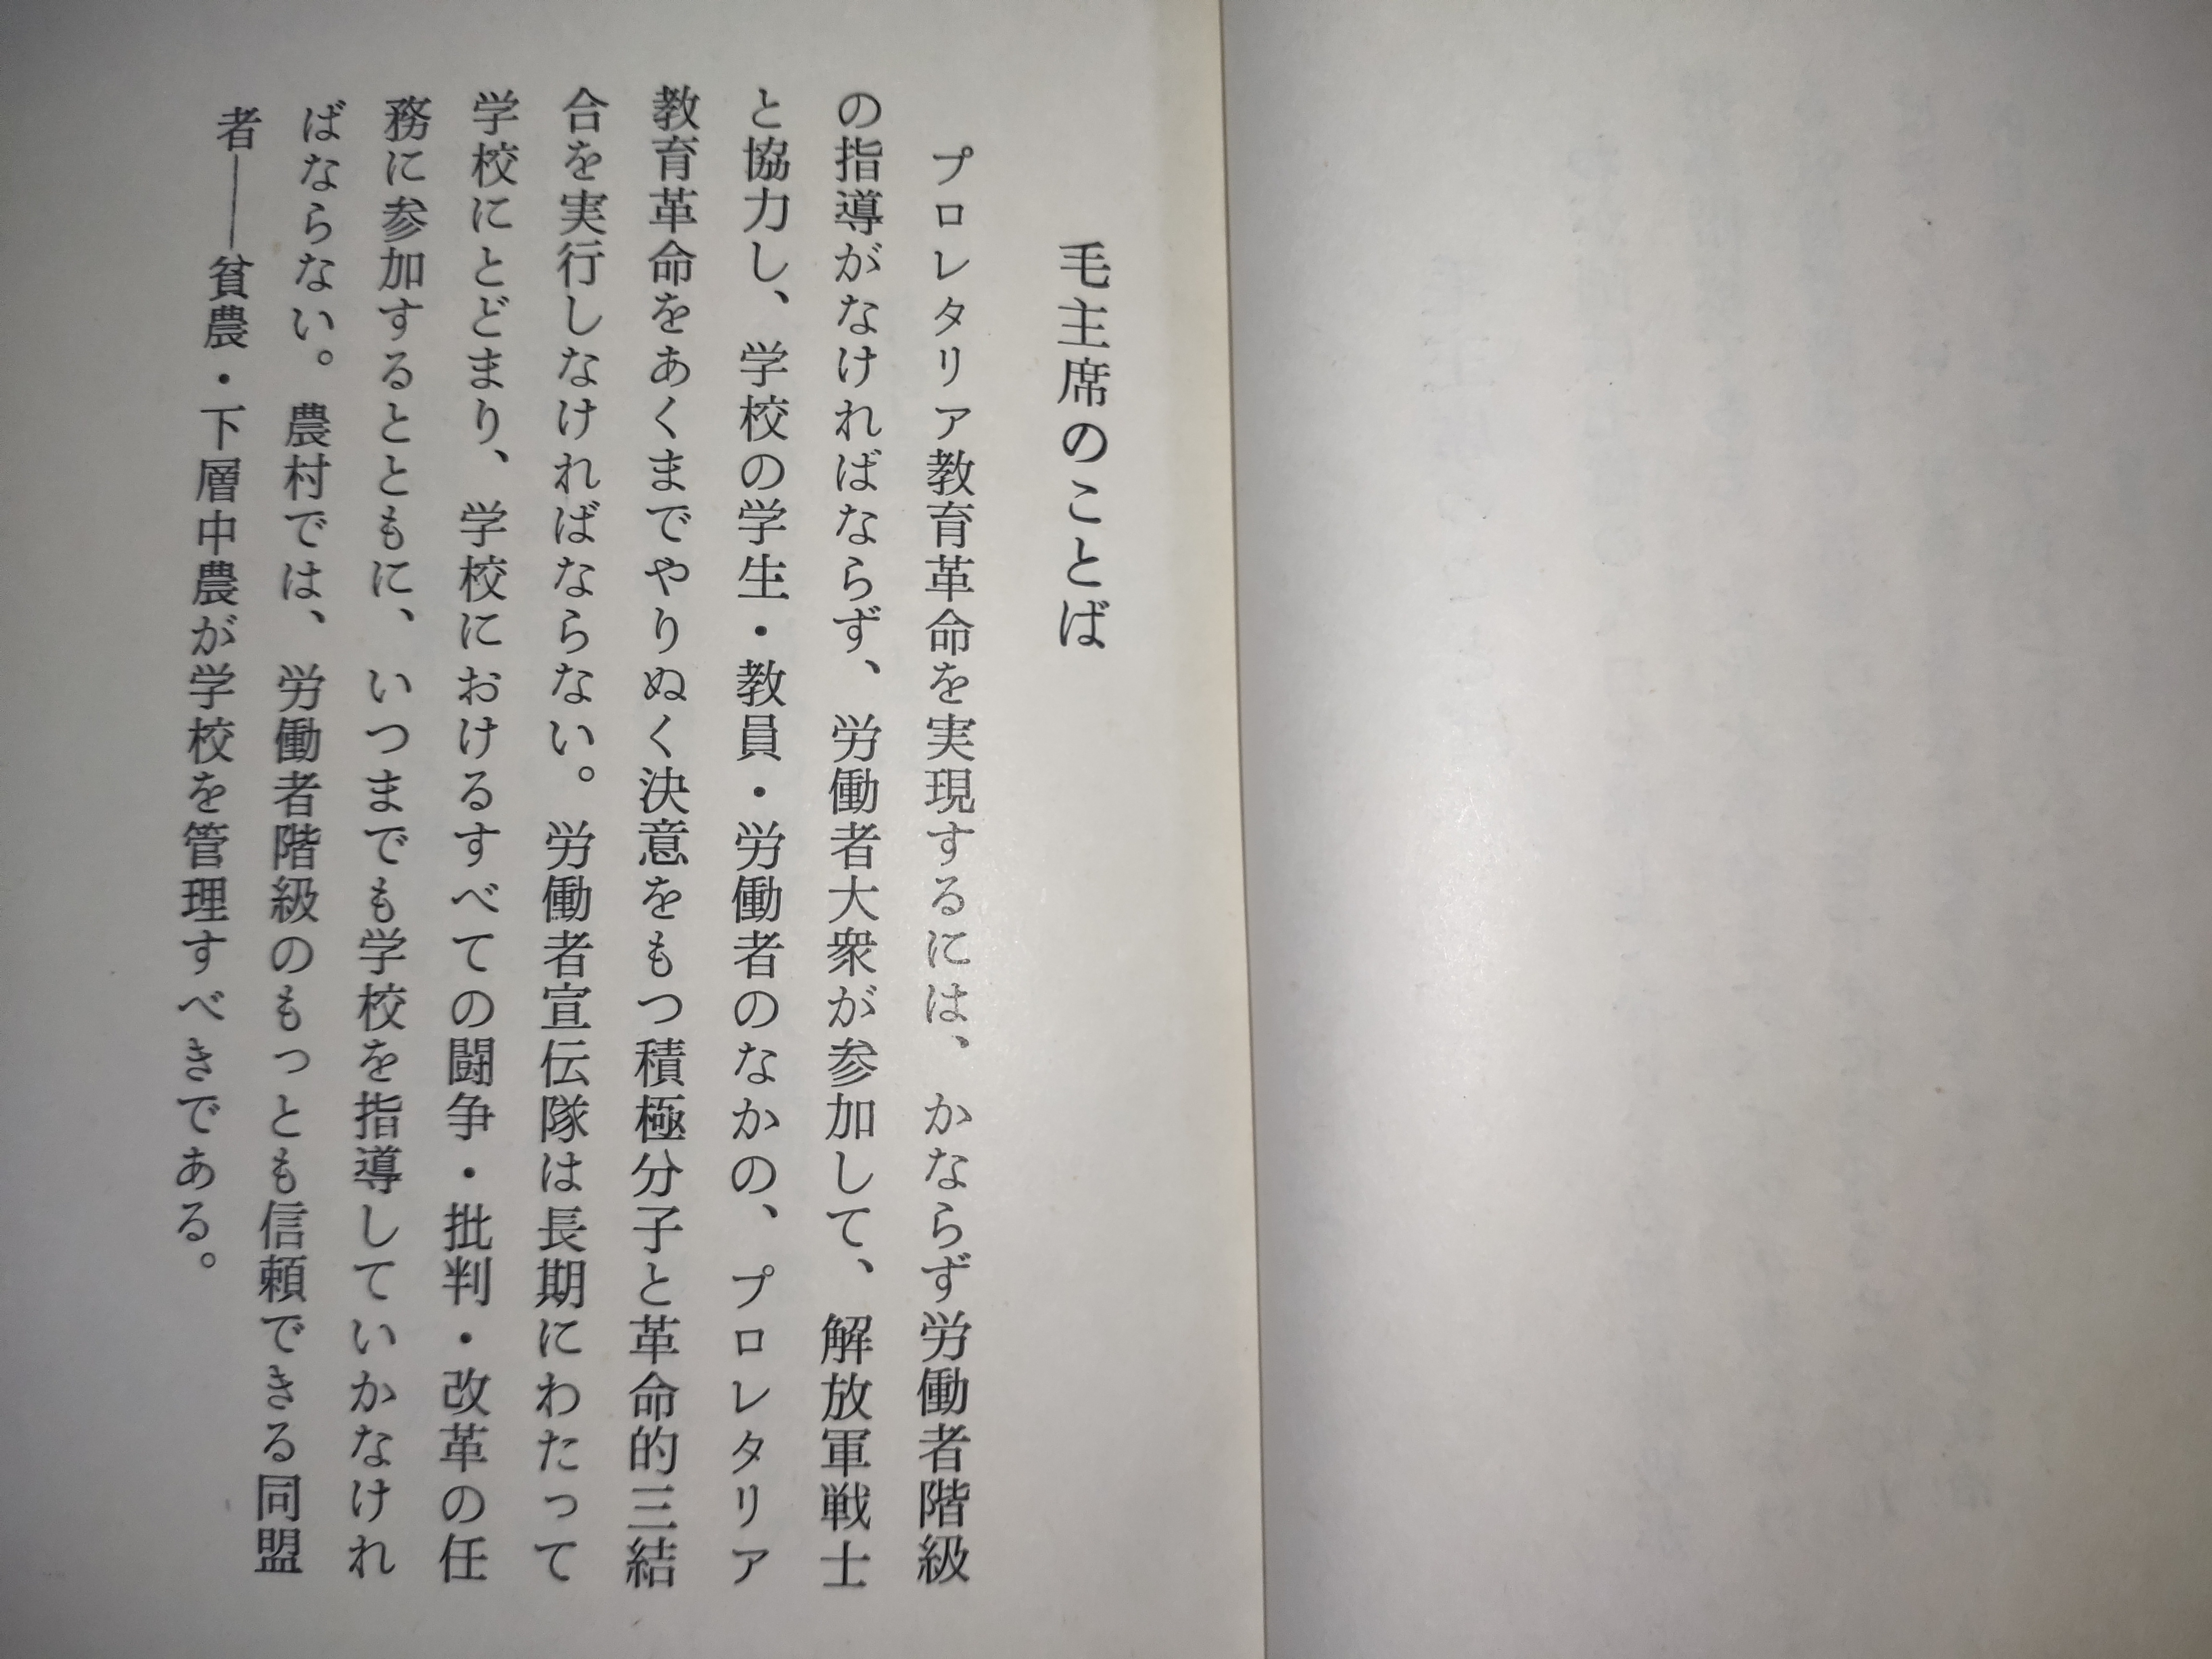 毛主席のことば
プロレタリア教育革命を実現するには、かならず労働者階級
の指導がなければならず、労働者大衆が参加して、解放軍戦士
と協力し、学校の学生・教員・労働者のなかの、プロレタリア
教育革命をあくまでやりぬく決意をもつ積極分子と革命的三結
合を実行しなければならない。労働者宣伝隊は長期にわたって
学校にとどまり、学校におけるすべての闘争・批判・改革の任
務に参加するとともに、いつまでも学校を指導していかなけれ
ばならない。農村では、労働者階級のもっとも信頼できる同盟
者——貧農・下層中農が学校を管理すべきである。